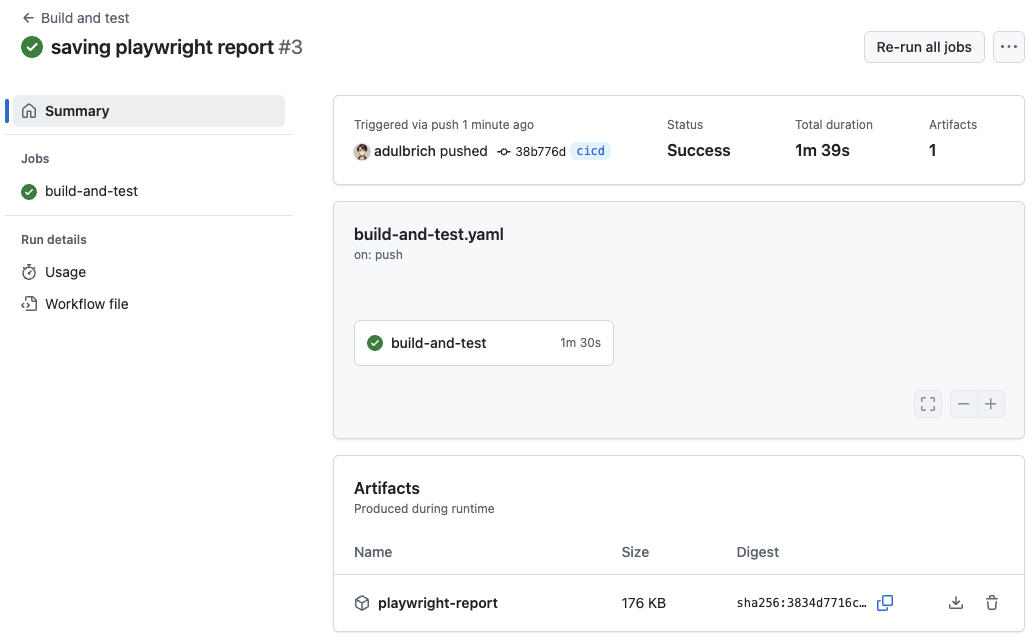 Build and test
saving playwright report #3
Re-run all jobs
Summary
Jobs
build-and-test
Run details
Usage
Workflow file
Triggered via push 1 minute ago
adulbrich pushed 38b776d cicd
Status
Success
Total duration
1m 39s
Artifacts
1
build-and-test.yaml
on: push
build-and-test 1m 30s
Artifacts
Produced during runtime
Name Size Digest
playwright-report 176 KB sha256:3834d7716c…